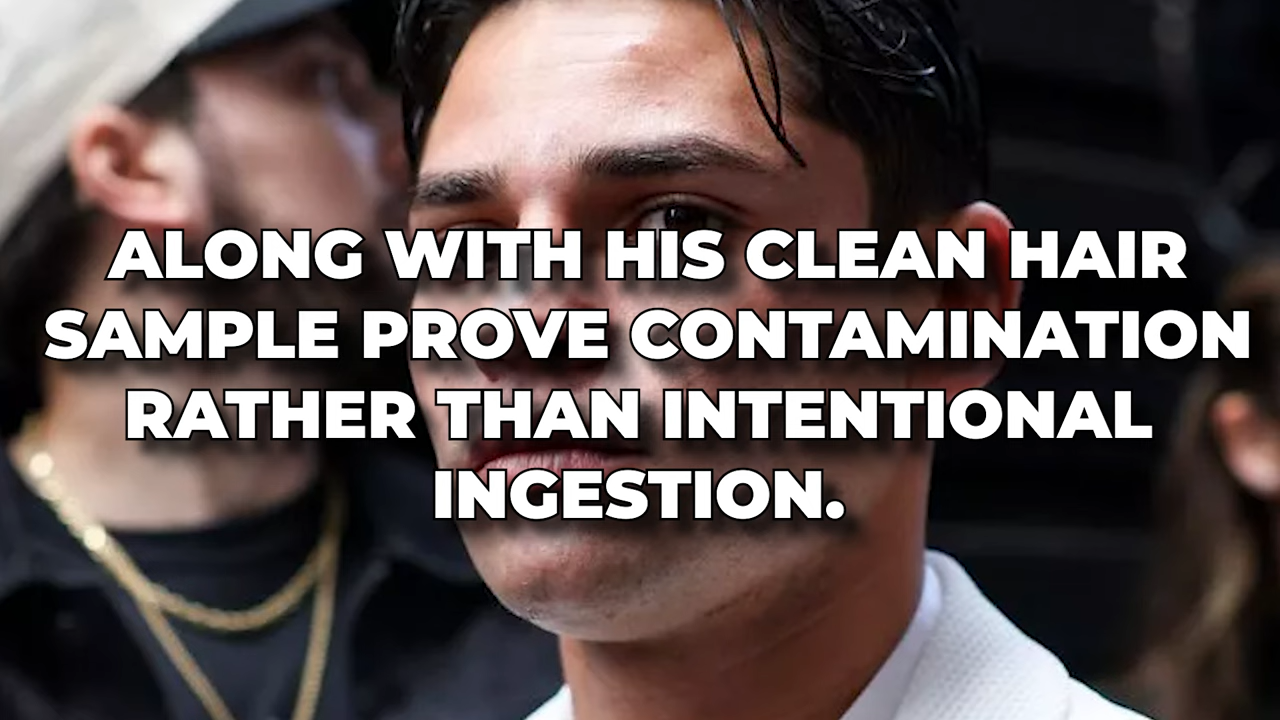 ALONG WITH HIS CLEAN HAIR
SAMPLE PROVE CONTAMINATION
RATHER THAN INTENTIONAL
INGESTION.